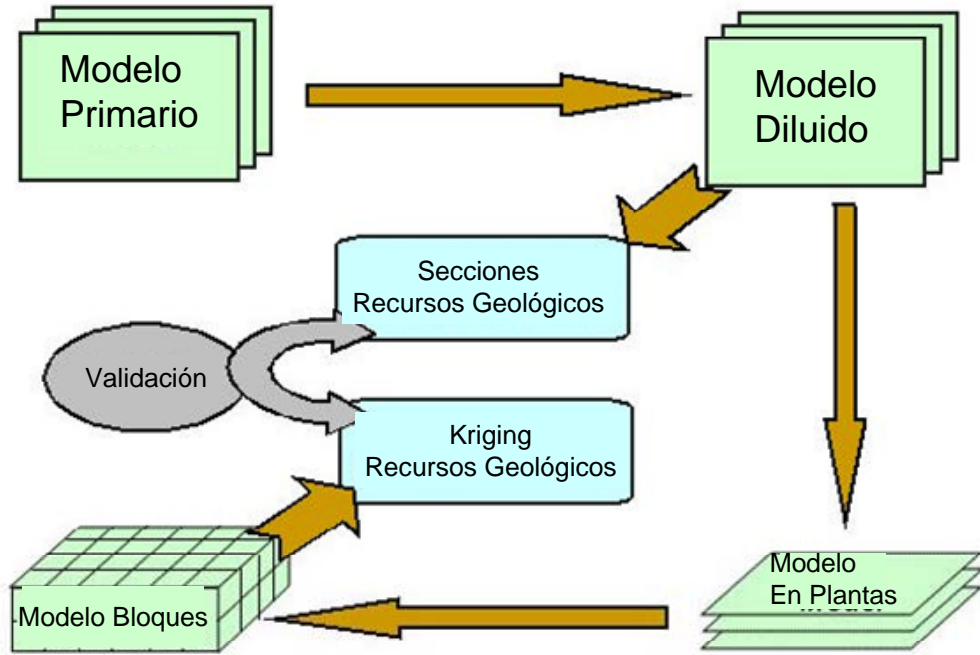 Modelo
Primario
Modelo
Diluido
Secciones
Recursos Geológicos
Validación
Kriging
Recursos Geológicos
Modelo
En Plantas
Modelo Bloques